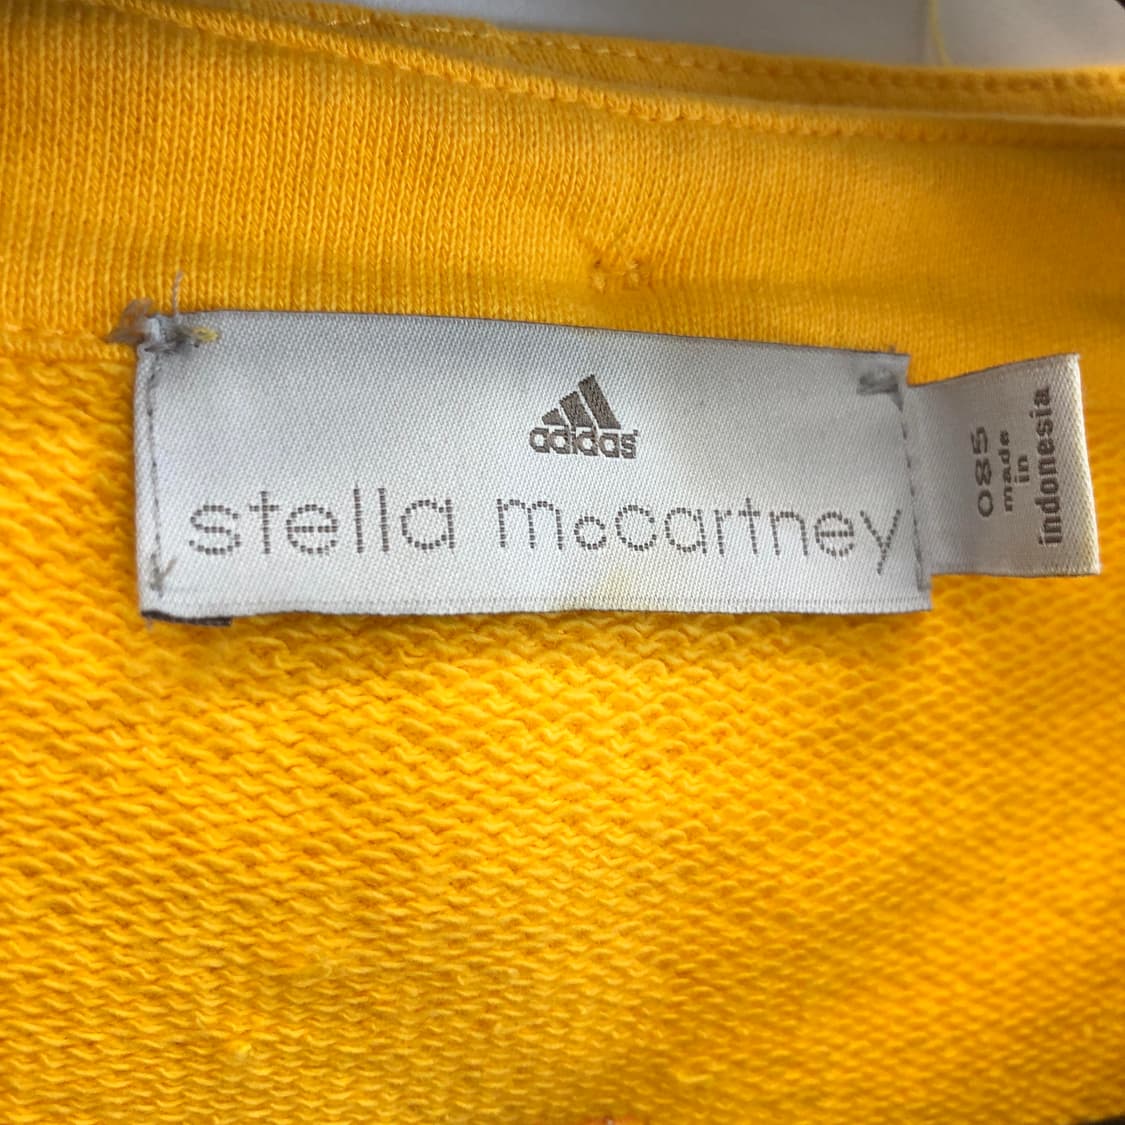 adidas
stella mccartney
085
made
in
indonesia